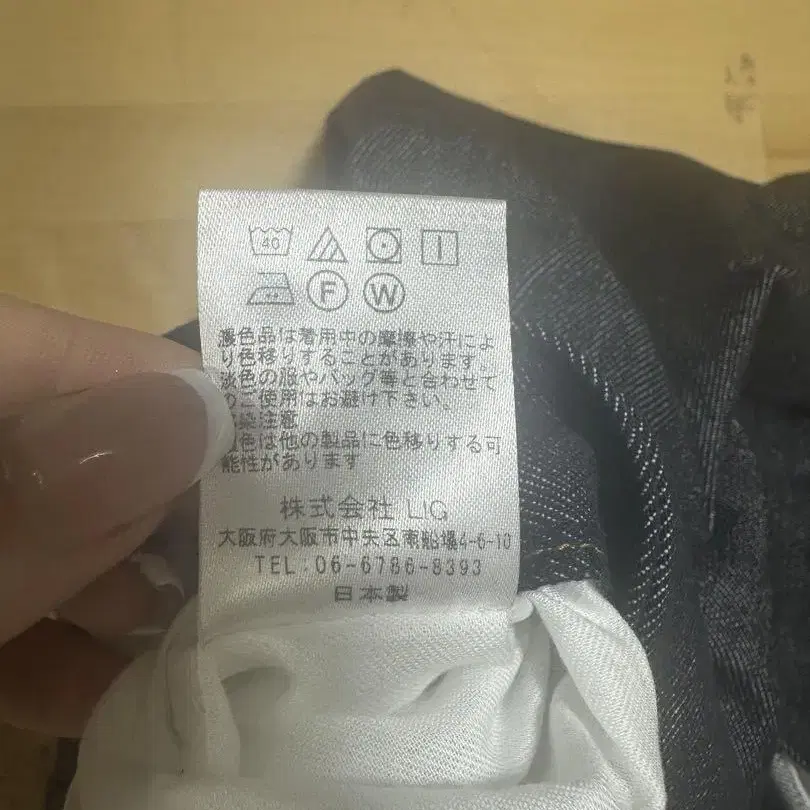 40
F W
濃色品は着用中の摩擦や汗によ
り色移りすることがあります。
淡色の服やバッグ等と合わせて
のご使用はお避け下さい。
染注意
色は他の製品に色移りする可
能性があります
株式会社 LIG
大阪府大阪市中央区南船場4-6-10
TEL:06-6786-8393
日本製